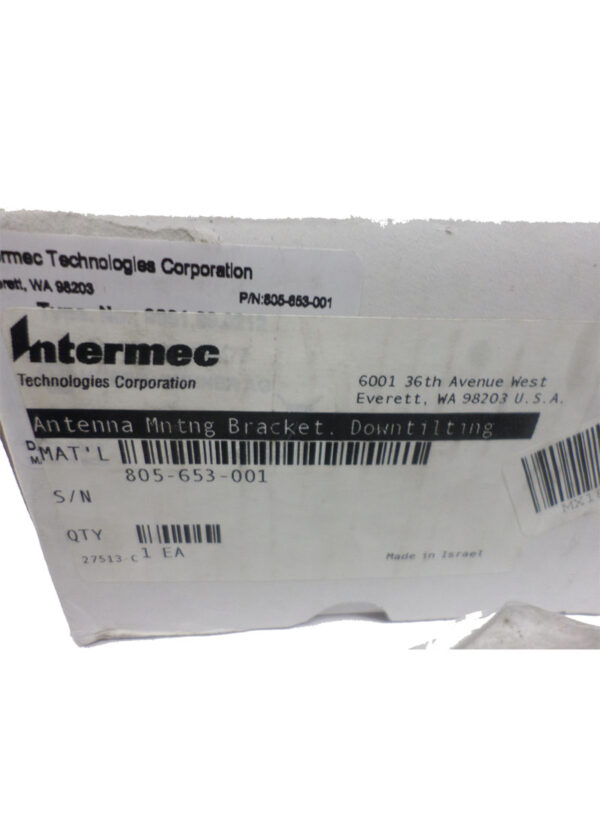 rmec Technologies Corporation
erett, WA 98203
P/N:805-653-001
Intermec
Technologies Corporation
6001 36th Avenue West
Everett, WA 98203 U.S.A.
Antenna Mntng Bracket. Downtilting
MAT'L
805-653-001
S/N
QTY
1 EA
27513-C
Made in Israel